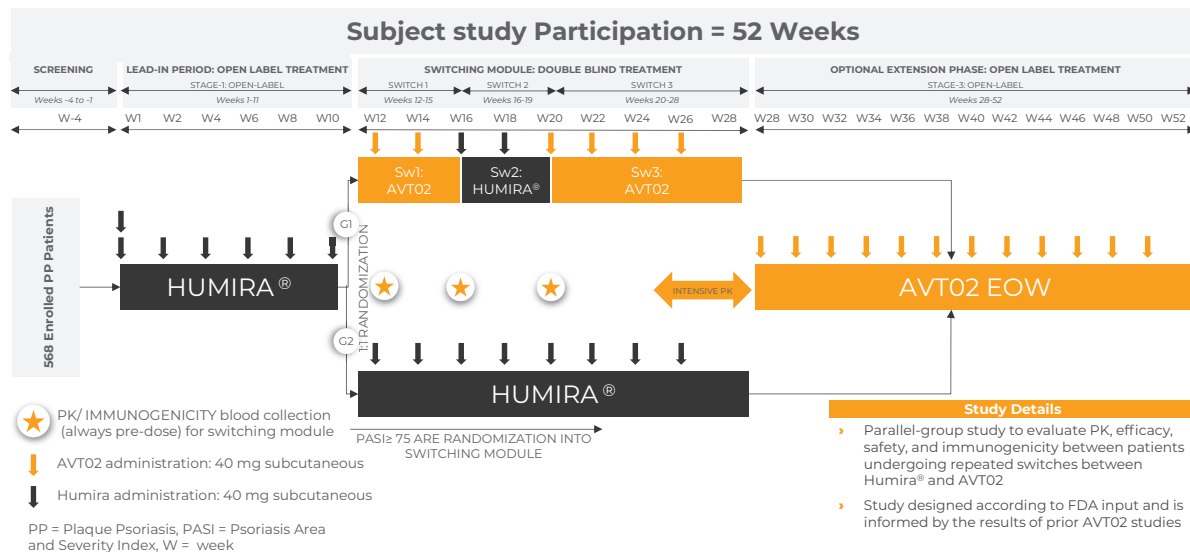 Subject study Participation = 52 Weeks
SCREENING
LEAD-IN PERIOD: OPEN LABEL TREATMENT
SWITCHING MODULE: DOUBLE BLIND TREATMENT
OPTIONAL EXTENSION PHASE: OPEN LABEL TREATMENT
STAGE-1: OPEN-LABEL
SWITCH 1
SWITCH 2
SWITCH 3
STAGE-3: OPEN-LABEL
Weeks -4 to -1
Weeks 1-11
Weeks 12-15
Weeks 16-19
Weeks 20-28
Weeks 28-52
W-4
W1 W2 W4 W6 W8 W10
W12 W14 W16 W18 W20 W22 W24 W26 W28
W28 W30 W32 W34 W36 W38 W40 W42 W44 W46 W48 W50 W52
Sw1:
AVT02
Sw2:
HUMIRA®
Sw3:
AVT02
568 Enrolled PP Patients
G1
HUMIRA®
1:1 RANDOMIZATION
INTENSIVE PK
AVT02 EOW
G2
HUMIRA®
PK/ IMMUNOGENICITY blood collection
(always pre-dose) for switching module
AVT02 administration: 40 mg subcutaneous
Humira administration: 40 mg subcutaneous
PP = Plaque Psoriasis, PASI = Psoriasis Area
and Severity Index, W = week
PASI≥ 75 ARE RANDOMIZATION INTO
SWITCHING MODULE
Study Details
› Parallel-group study to evaluate PK, efficacy,
safety, and immunogenicity between patients
undergoing repeated switches between
Humira® and AVT02
› Study designed according to FDA input and is
informed by the results of prior AVT02 studies